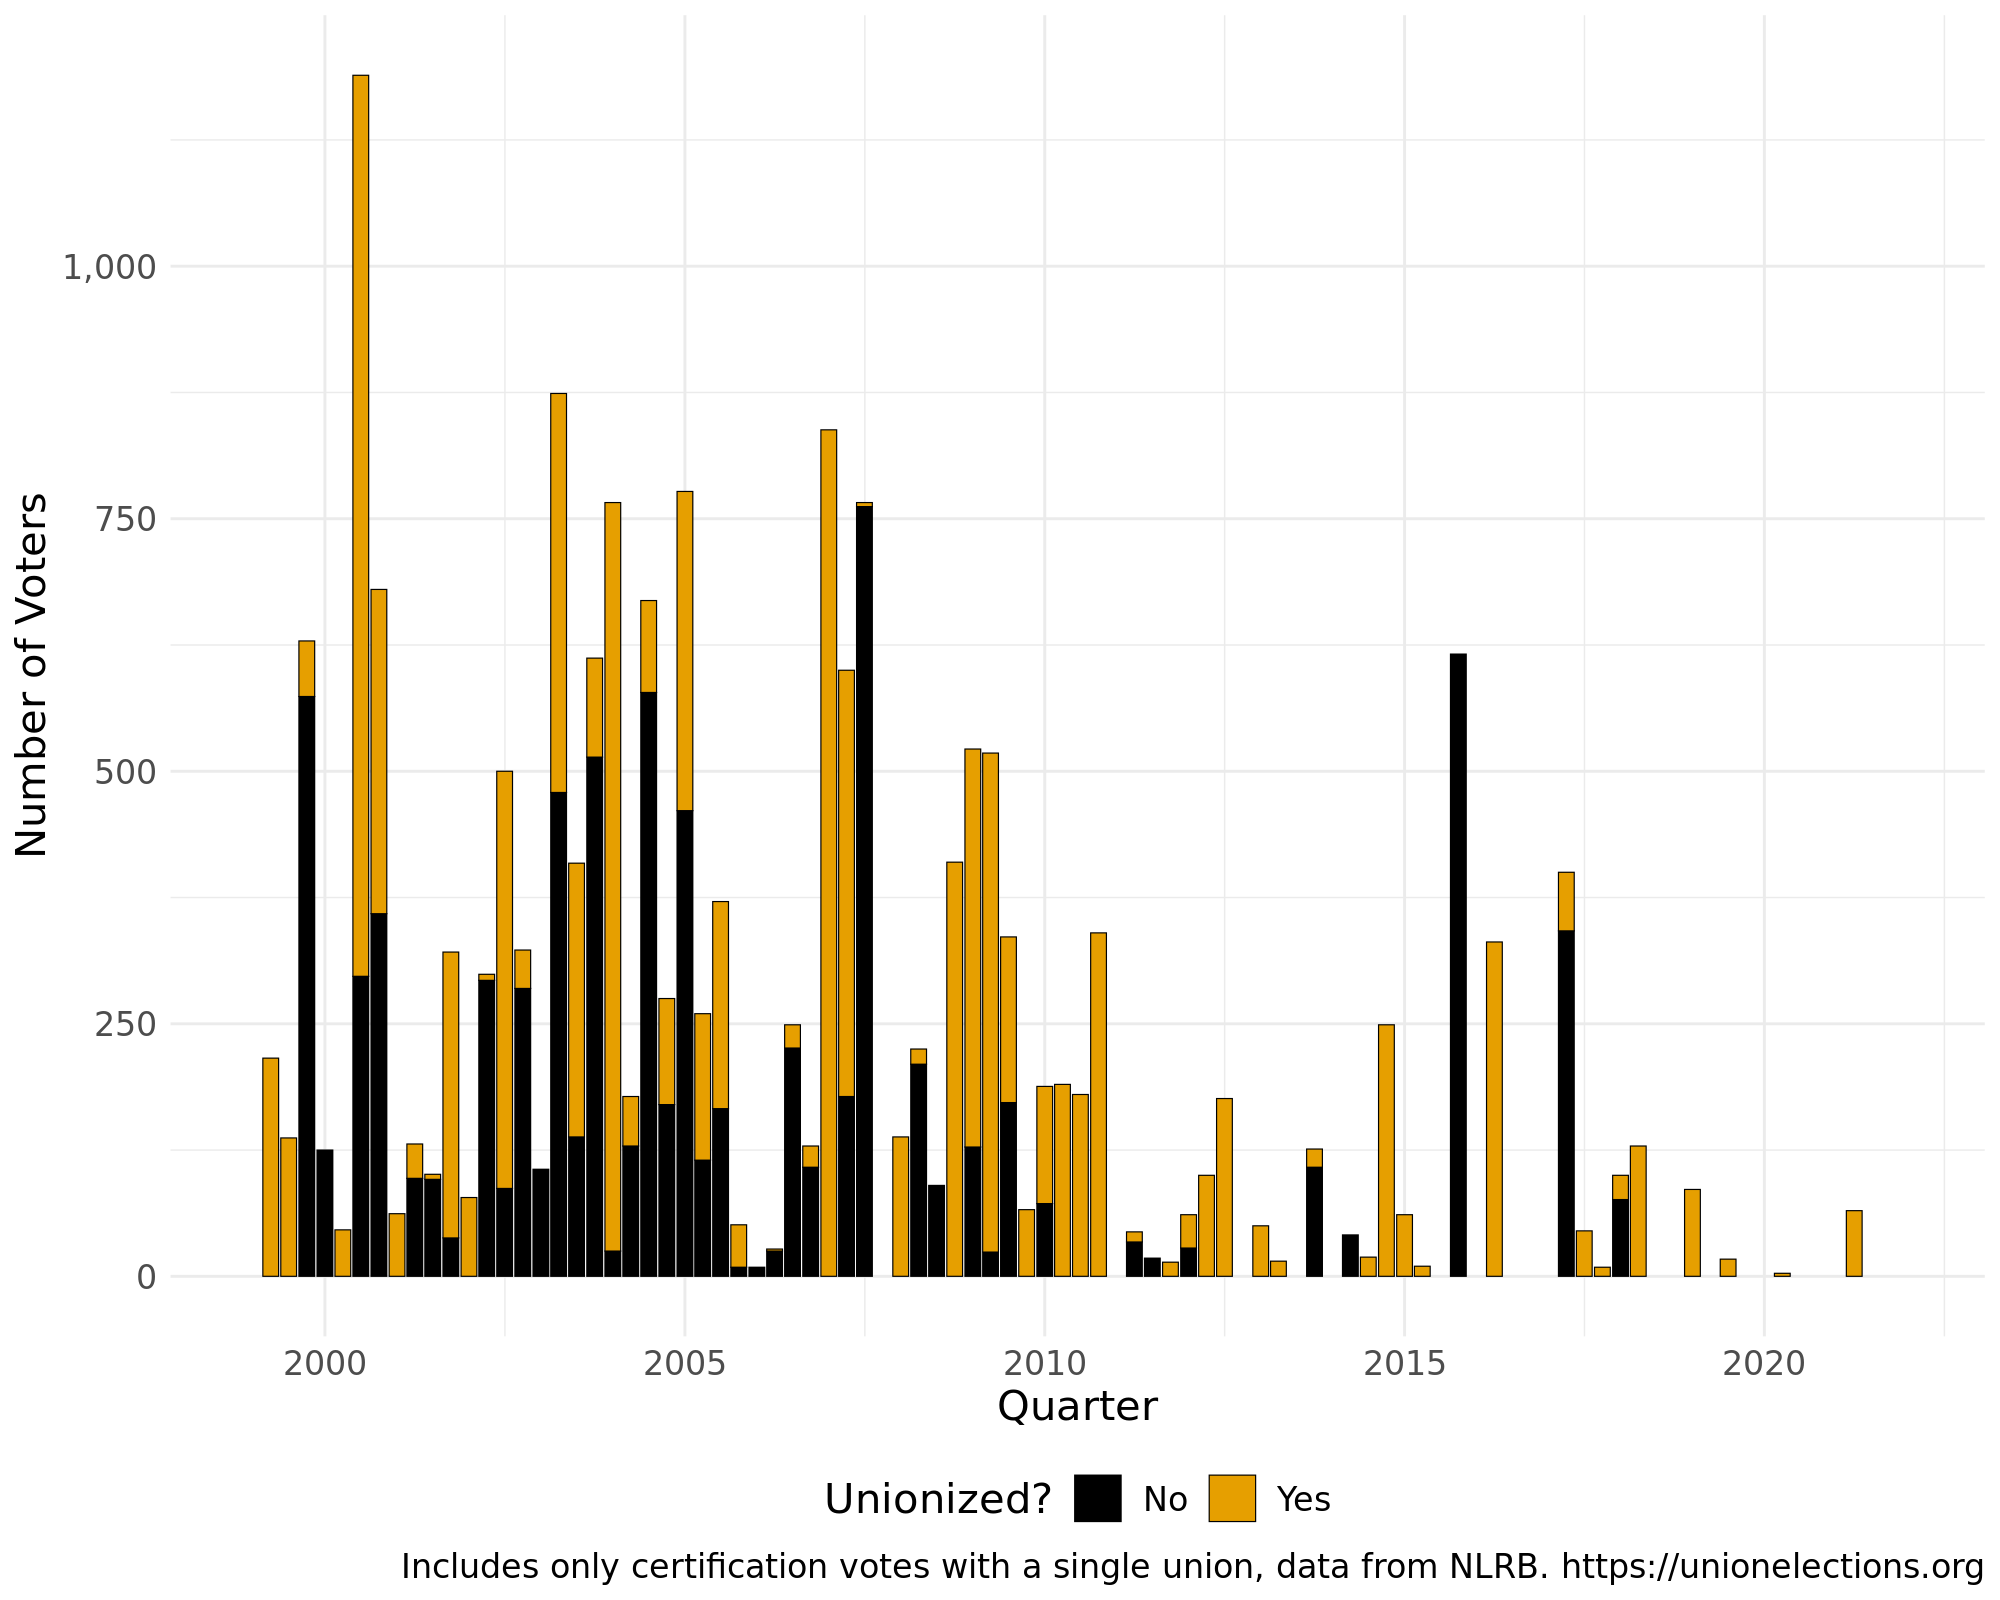 1,000
750
500
250
0
Number of Voters
2000 2005 2010 2015 2020
Quarter
Unionized? No Yes
Includes only certification votes with a single union, data from NLRB. https://unionelections.org